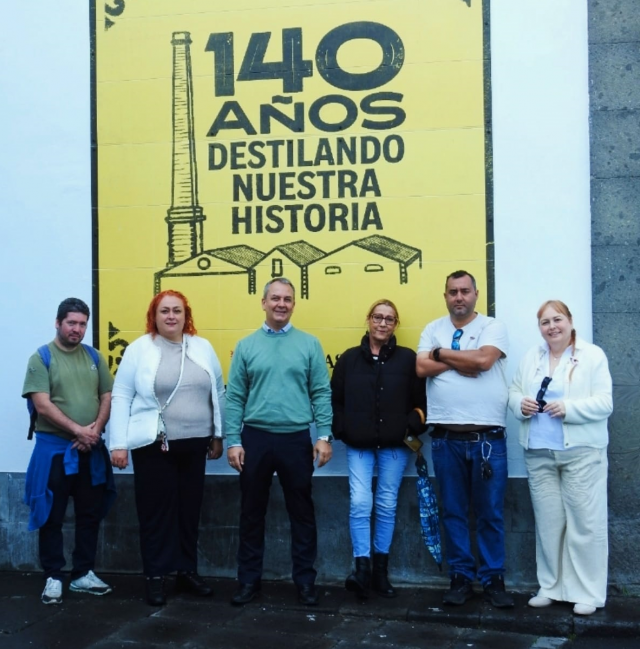 140
AÑOS
DESTILANDO
NUESTRA
HISTORIA